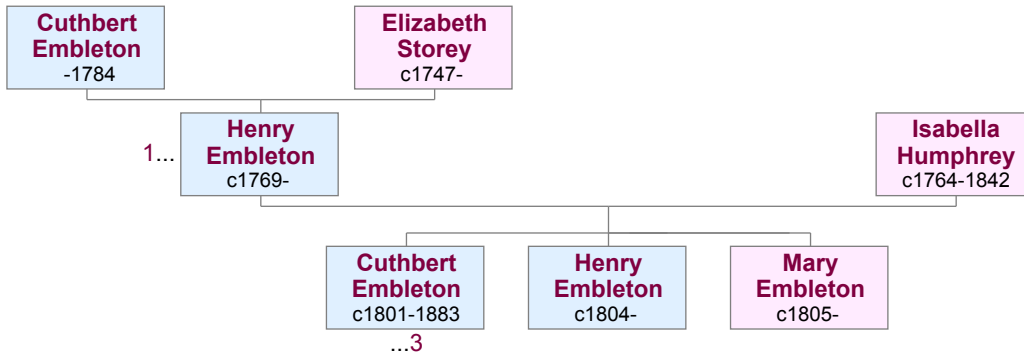 Cuthbert
Embleton
-1784
Elizabeth
Storey
c1747-
1...
Henry
Embleton
c1769-
Isabella
Humphrey
c1764-1842
Cuthbert
Embleton
c1801-1883
...3
Henry
Embleton
c1804-
Mary
Embleton
c1805-